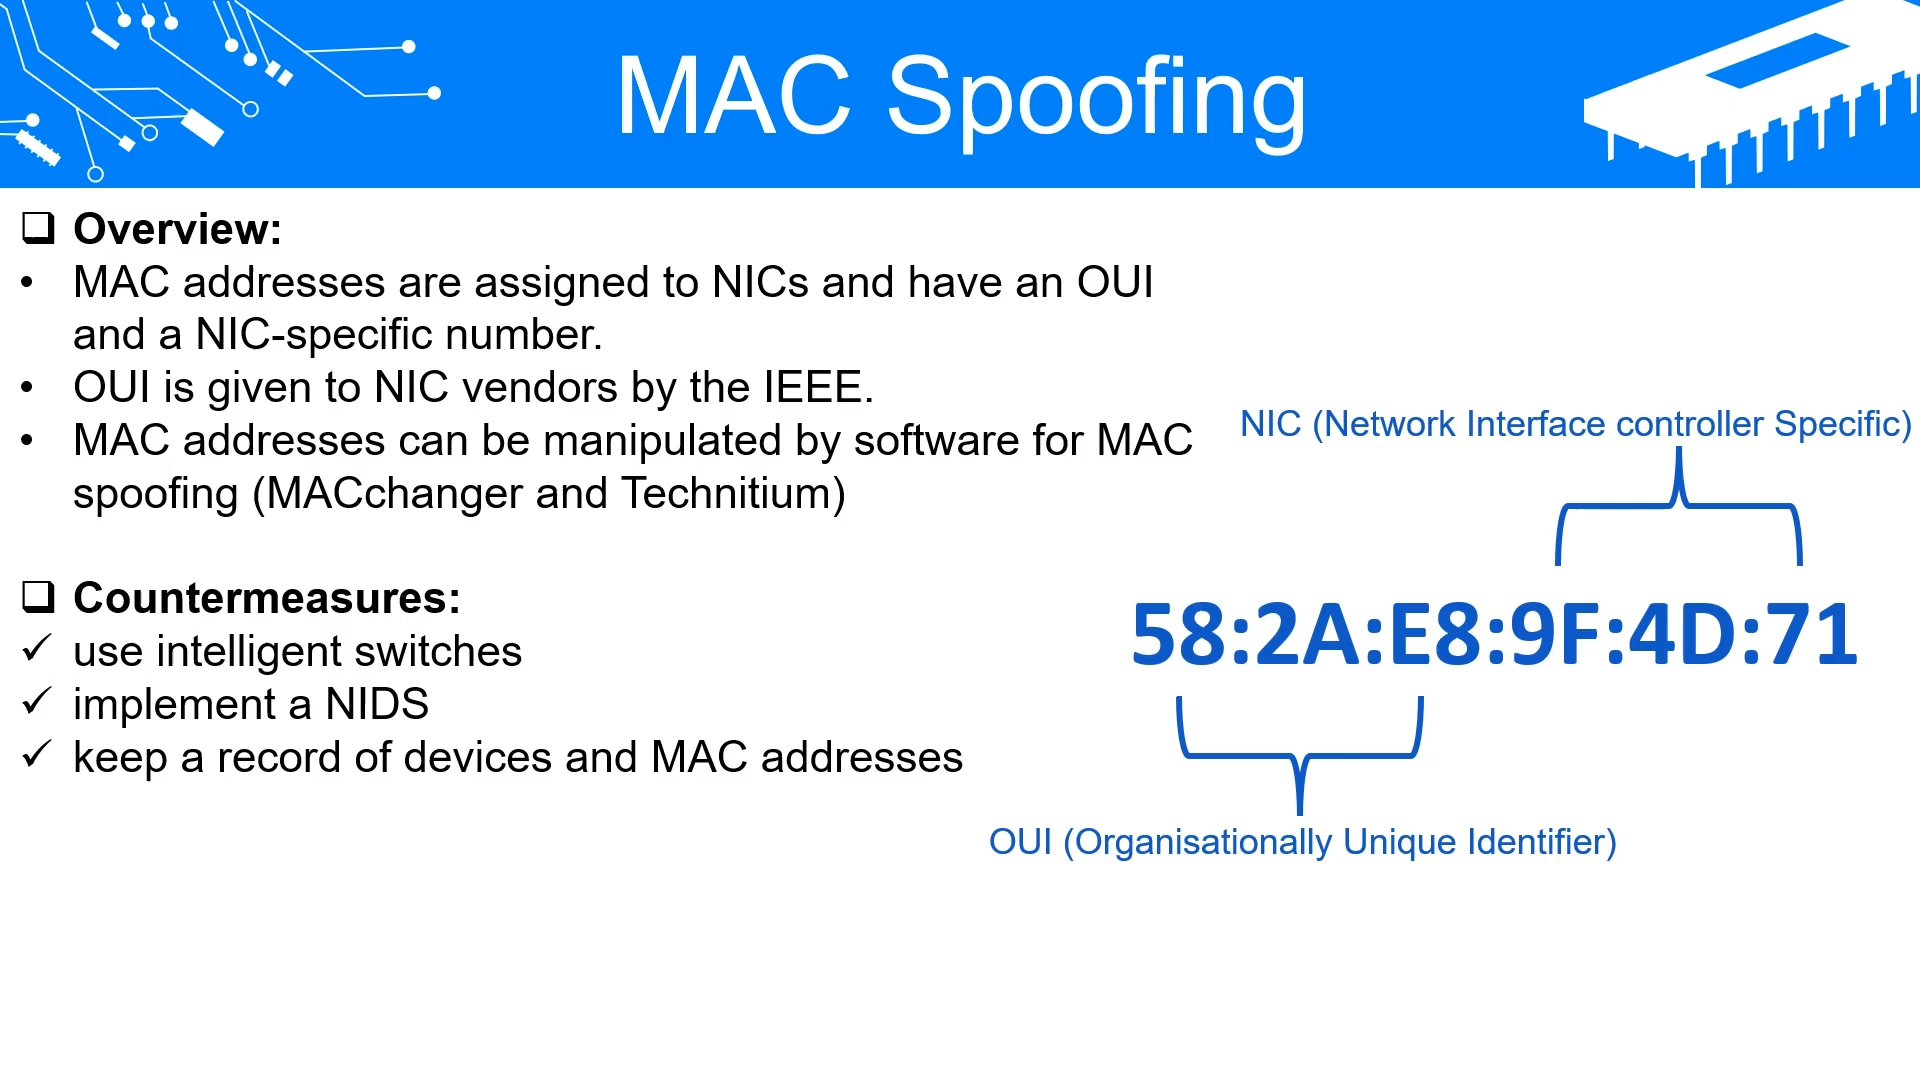 MAC Spoofing
Overview:
• MAC addresses are assigned to NICs and have an OUI
and a NIC-specific number.
• OUI is given to NIC vendors by the IEEE.
• MAC addresses can be manipulated by software for MAC
spoofing (MACchanger and Technitium)
Countermeasures:
✓ use intelligent switches
✓ implement a NIDS
✓ keep a record of devices and MAC addresses
NIC (Network Interface controller Specific)
58:2A:E8:9F:4D:71
OUI (Organisationally Unique Identifier)